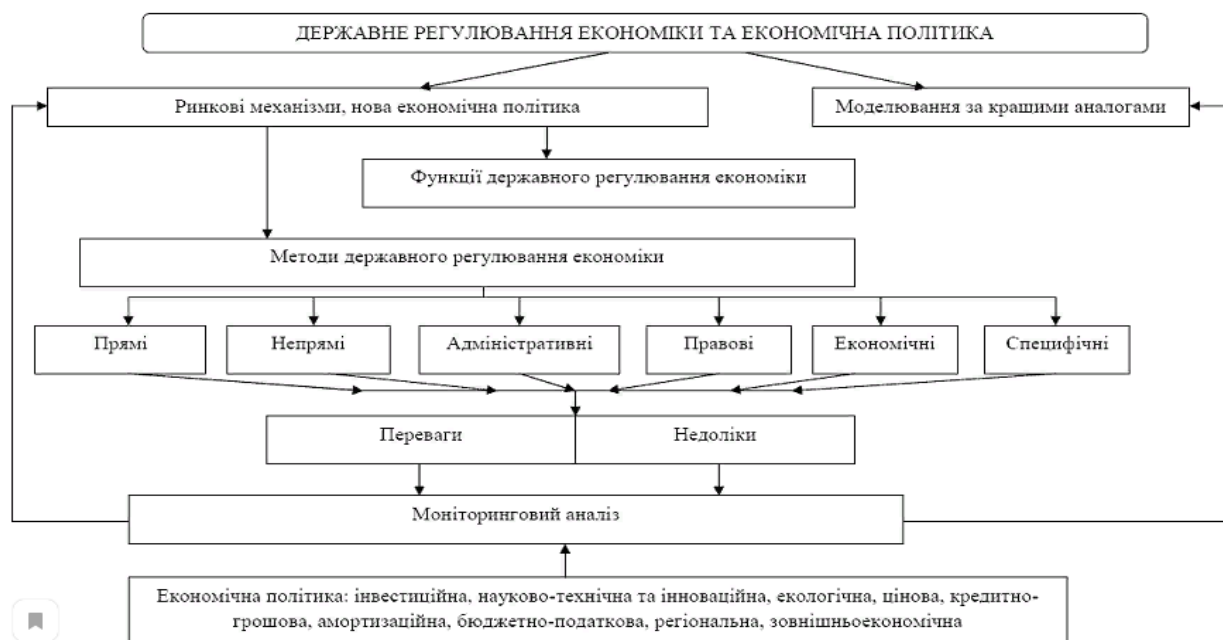 ДЕРЖАВНЕ РЕГУЛЮВАННЯ ЕКОНОМІКИ ТА ЕКОНОМІЧНА ПОЛІТИКА
Ринкові механізми, нова економічна політика
Моделювання за кращими аналогами
Функції державного регулювання економіки
Методи державного регулювання економіки
Прямі
Непрямі
Адміністративні
Правові
Економічні
Специфічні
Переваги
Недоліки
Моніторинговий аналіз
Економічна політика: інвестиційна, науково-технічна та інноваційна, екологічна, цінова, кредитно-
грошова, амортизаційна, бюджетно-податкова, регіональна, зовнішньоекономічна